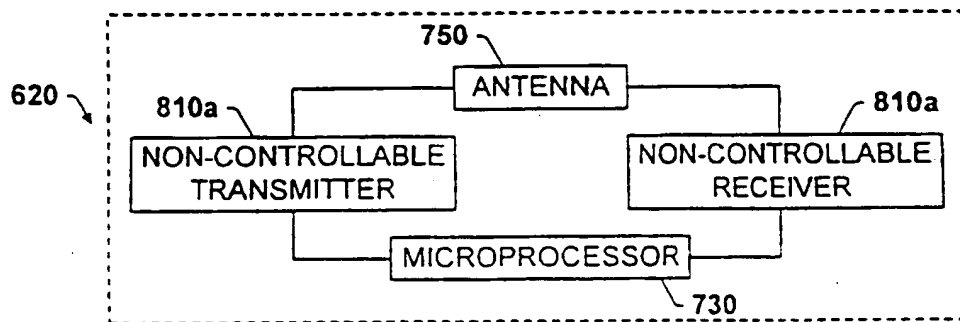 750
ANTENNA
620
810a
810a
NON-CONTROLLABLE
TRANSMITTER
NON-CONTROLLABLE
RECEIVER
MICROPROCESSOR
730